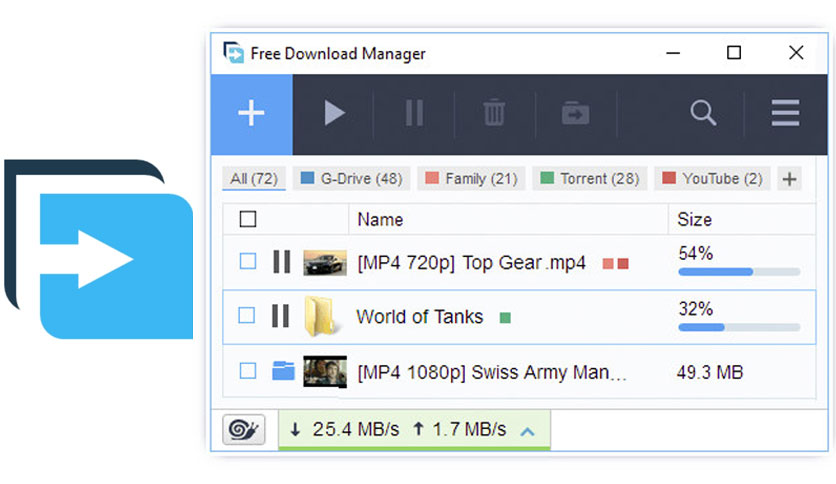 Free Download Manager
All (72) G-Drive (48) Family (21) Torrent (28) YouTube (2) +
Name Size
[MP4 720p] Top Gear.mp4 54%
World of Tanks 32%
[MP4 1080p] Swiss Army Man... 49.3 MB
↓ 25.4 MB/s ↑ 1.7 MB/s